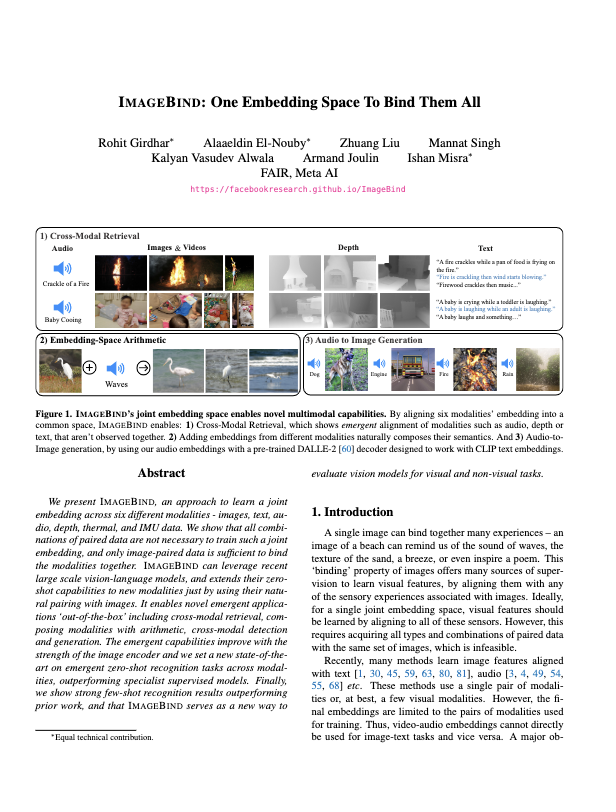 IMAGEBIND: One Embedding Space To Bind Them All
Rohit Girdhar* Alaaeldin El-Nouby* Zhuang Liu Mannat Singh
Kalyan Vasudev Alwala Armand Joulin Ishan Misra*
FAIR, Meta AI
https://facebookresearch.github.io/ImageBind
1) Cross-Modal Retrieval
Audio Images & Videos Depth Text
Crackle of a Fire
"A fire crackles while a pan of food is frying on
the fire."
"Fire is crackling then wind starts blowing."
"Firewood crackles then music..."
Baby Cooing
"A baby is crying while a toddler is laughing."
"A baby is laughing while an adult is laughing."
"A baby laughs and something…"
2) Embedding-Space Arithmetic
Waves
3) Audio to Image Generation
Dog Engine Fire Rain
Figure 1. IMAGEBIND's joint embedding space enables novel multimodal capabilities. By aligning six modalities' embedding into a
common space, IMAGEBIND enables: 1) Cross-Modal Retrieval, which shows emergent alignment of modalities such as audio, depth or
text, that aren't observed together. 2) Adding embeddings from different modalities naturally composes their semantics. And 3) Audio-to-
Image generation, by using our audio embeddings with a pre-trained DALLE-2 [60] decoder designed to work with CLIP text embeddings.
Abstract
We present IMAGEBIND, an approach to learn a joint
embedding across six different modalities - images, text, au-
dio, depth, thermal, and IMU data. We show that all combi-
nations of paired data are not necessary to train such a joint
embedding, and only image-paired data is sufficient to bind
the modalities together. IMAGEBIND can leverage recent
large scale vision-language models, and extends their zero-
shot capabilities to new modalities just by using their natu-
ral pairing with images. It enables novel emergent applica-
tions 'out-of-the-box' including cross-modal retrieval, com-
posing modalities with arithmetic, cross-modal detection
and generation. The emergent capabilities improve with the
strength of the image encoder and we set a new state-of-the-
art on emergent zero-shot recognition tasks across modal-
ities, outperforming specialist supervised models. Finally,
we show strong few-shot recognition results outperforming
prior work, and that IMAGEBIND serves as a new way to
*Equal technical contribution.
evaluate vision models for visual and non-visual tasks.
1. Introduction
A single image can bind together many experiences – an
image of a beach can remind us of the sound of waves, the
texture of the sand, a breeze, or even inspire a poem. This
'binding' property of images offers many sources of super-
vision to learn visual features, by aligning them with any
of the sensory experiences associated with images. Ideally,
for a single joint embedding space, visual features should
be learned by aligning to all of these sensors. However, this
requires acquiring all types and combinations of paired data
with the same set of images, which is infeasible.
Recently, many methods learn image features aligned
with text [1, 30, 45, 59, 63, 80, 81], audio [3, 4, 49, 54,
55, 68] etc. These methods use a single pair of modali-
ties or, at best, a few visual modalities. However, the fi-
nal embeddings are limited to the pairs of modalities used
for training. Thus, video-audio embeddings cannot directly
be used for image-text tasks and vice versa. A major ob-